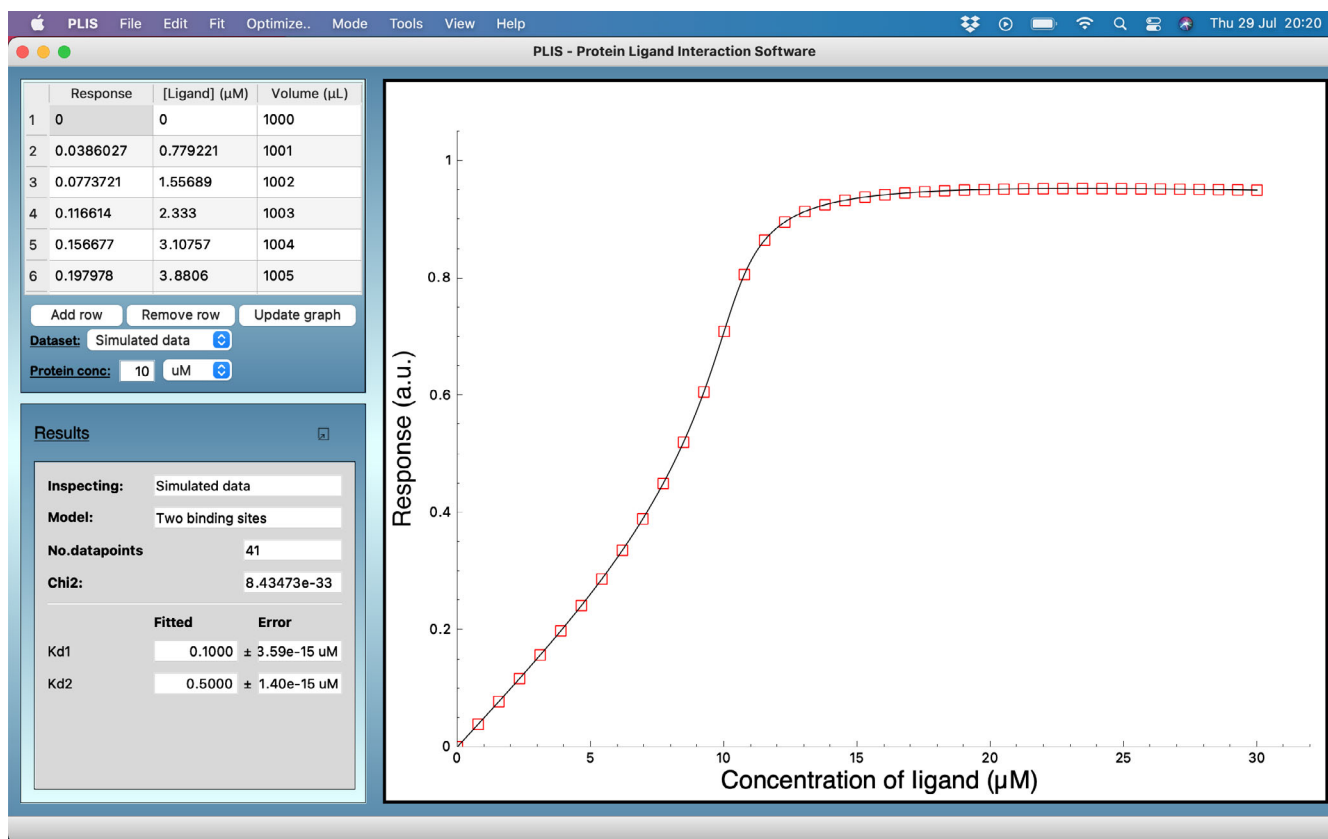 PLIS File Edit Fit Optimize.. Mode Tools View Help Thu 29 Jul 20:20
PLIS - Protein Ligand Interaction Software
Response [Ligand] (µM) Volume (µL)
1 0 0 1000
2 0.0386027 0.779221 1001
3 0.0773721 1.55689 1002
4 0.116614 2.333 1003
5 0.156677 3.10757 1004
6 0.197978 3.8806 1005
Add row Remove row Update graph
Dataset: Simulated data
Protein conc: 10 uM
Results
Inspecting: Simulated data
Model: Two binding sites
No.datapoints 41
Chi2: 8.43473e-33
Fitted Error
Kd1 0.1000 ± 3.59e-15 uM
Kd2 0.5000 ± 1.40e-15 uM
Response (a.u.)
1
0.8
0.6
0.4
0.2
0
0 5 10 15 20 25 30
Concentration of ligand (µM)